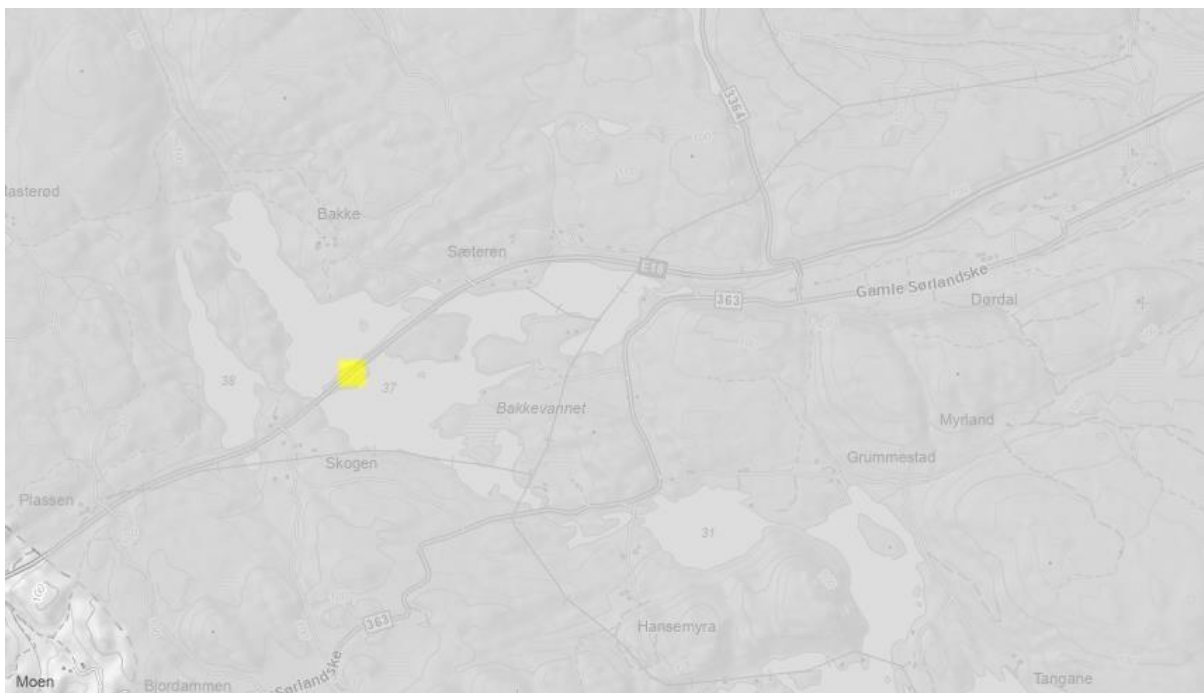 3364
Bakke
Sæteren
E18
363
Gamle Sørlandske
Dørdal
38
37
Bakkevannet
Myrland
Skogen
Grummestad
Plassen
31
100
363
Hansemyra
Moen
Bjordammen
Sørlandske
Tangane